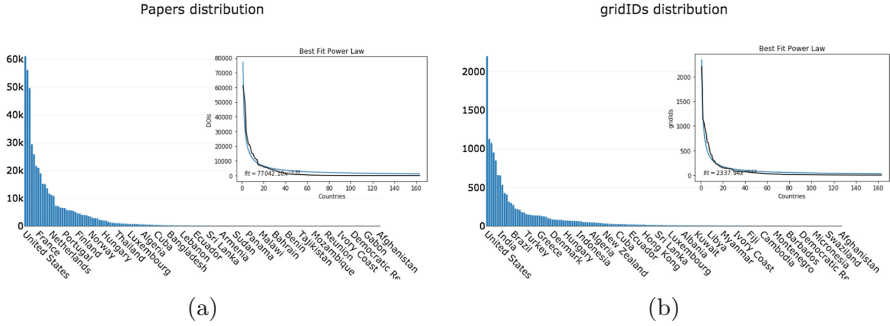 Papers distribution
60k
50k
40k
30k
20k
10k
0
United States
France
Netherlands
Portugal
Finland
Norway
Hungary
Thailand
Luxembourg
Algeria
Cuba
Bangladesh
Lebanon
Ecuador
Sri Lanka
Armenia
Sudan
Panama
Malawi
Bahrain
Benin
Tajikistan
Mozambique
Reunion
Ivory Coast
Democratic Re
Gabon
Afghanistan
Best Fit Power Law
80000
70000
60000
50000
40000
30000
20000
10000
0
DOIs
0 20 40 60 80 100 120 140 160
Countries
(a)
gridIDs distribution
2000
1500
1000
500
0
United States
India
Brazil
Turkey
Greece
Denmark
Hungary
Indonesia
Algeria
New Zealand
Cuba
Ecuador
Hong Kong
Sri Lanka
Luxembourg
Albania
Kuwait
Libya
Myanmar
Ivory Coast
Fiji
Cambodia
Montenegro
Barbados
Micronesia
Democratic Re
Swaziland
Afghanistan
Best Fit Power Law
2000
1500
1000
500
0
gridIds
0 20 40 60 80 100 120 140 160
Countries
(b)